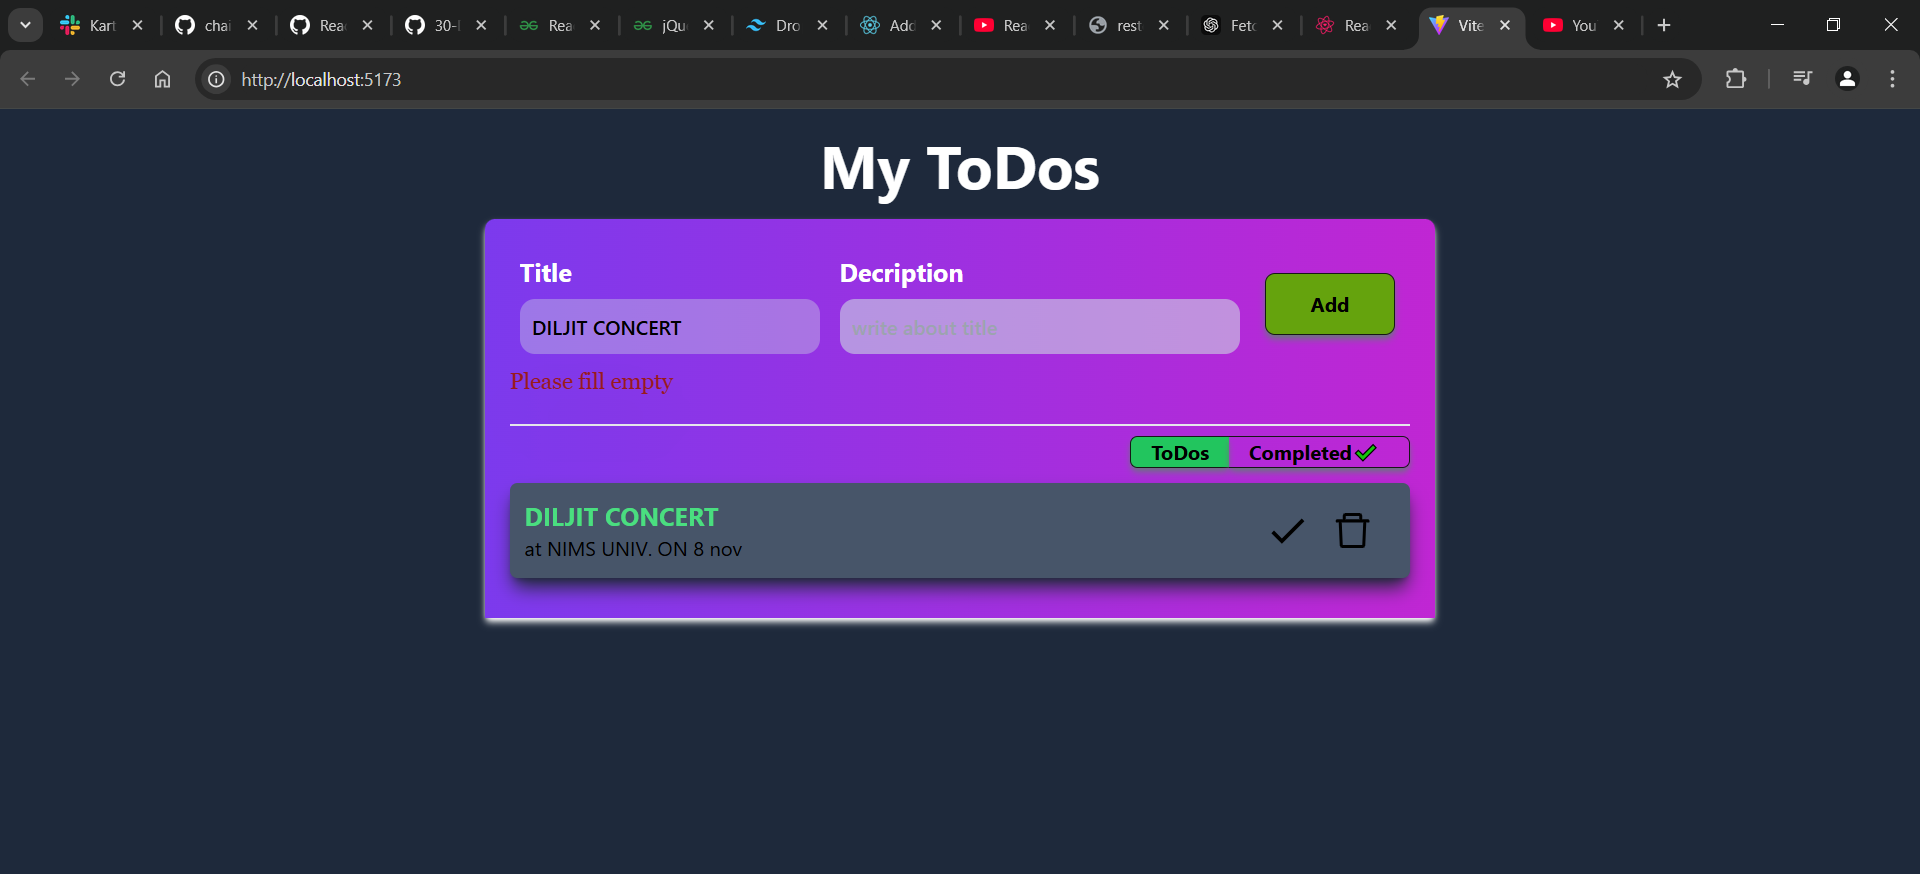 Kart
chai
Rea
30-
Rea
jQu
Dro
Add
Rea
rest
Fetc
Rea
Vite
You
http://localhost:5173
My ToDos
Title
Decription
DILJIT CONCERT
write about title
Add
Please fill empty
ToDos
Completed
DILJIT CONCERT
at NIMS UNIV. ON 8 nov